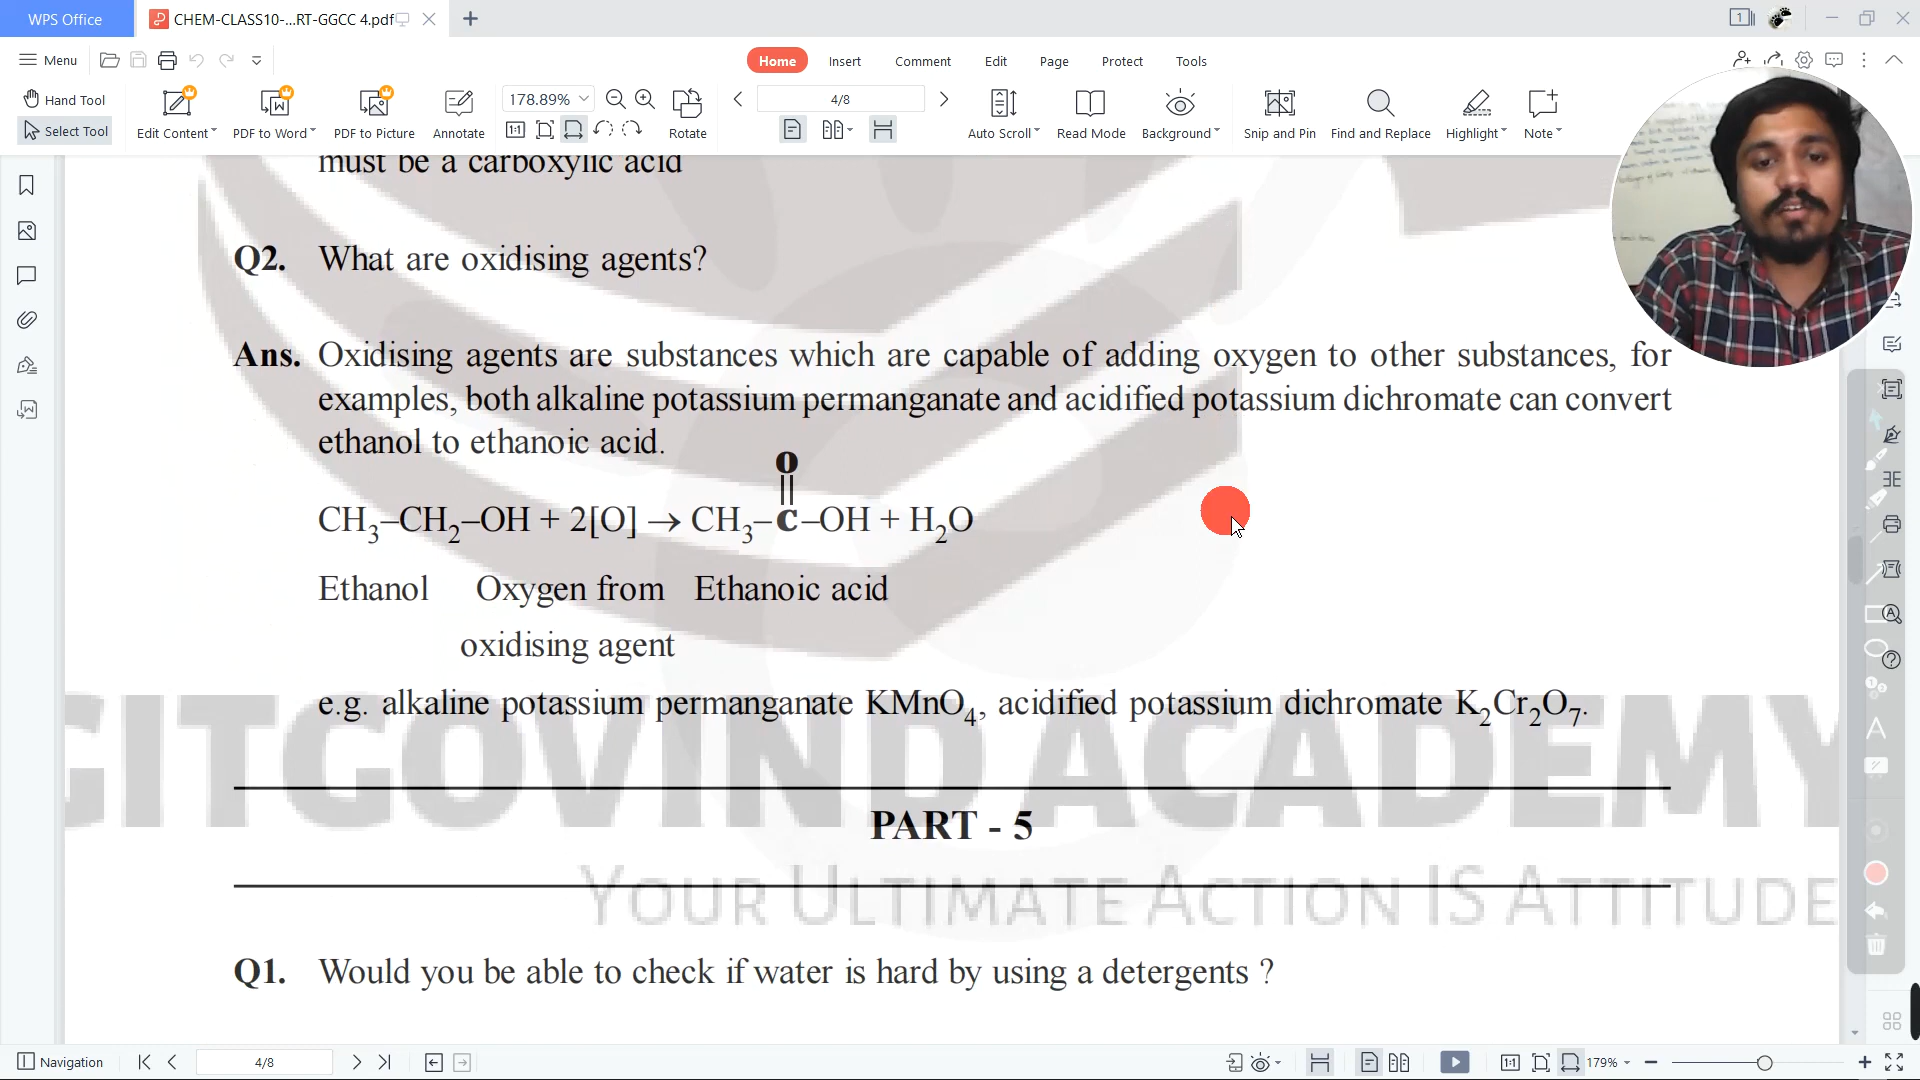 WPS Office
CHEM-CLASS10-...RT-GGCC 4.pdf
1
Menu
Home Insert Comment Edit Page Protect Tools
Hand Tool
Select Tool
Edit Content
PDF to Word
PDF to Picture
Annotate
178.89%
1:1
Rotate
4/8
Auto Scroll
Read Mode
Background
Snip and Pin
Find and Replace
Highlight
Note
must be a carboxylic acid
Q2. What are oxidising agents?
Ans. Oxidising agents are substances which are capable of adding oxygen to other substances, for
examples, both alkaline potassium permanganate and acidified potassium dichromate can convert
ethanol to ethanoic acid.
O
CH₃–CH₂–OH + 2[O] → CH₃–C–OH + H₂O
Ethanol Oxygen from Ethanoic acid
oxidising agent
e.g. alkaline potassium permanganate KMnO₄, acidified potassium dichromate K₂Cr₂O₇.
GITGOVIND ACADEMY
PART - 5
YOUR ULTIMATE ACTION IS ATTITUDE
Q1. Would you be able to check if water is hard by using a detergents ?
Navigation
4/8
1:1
179%